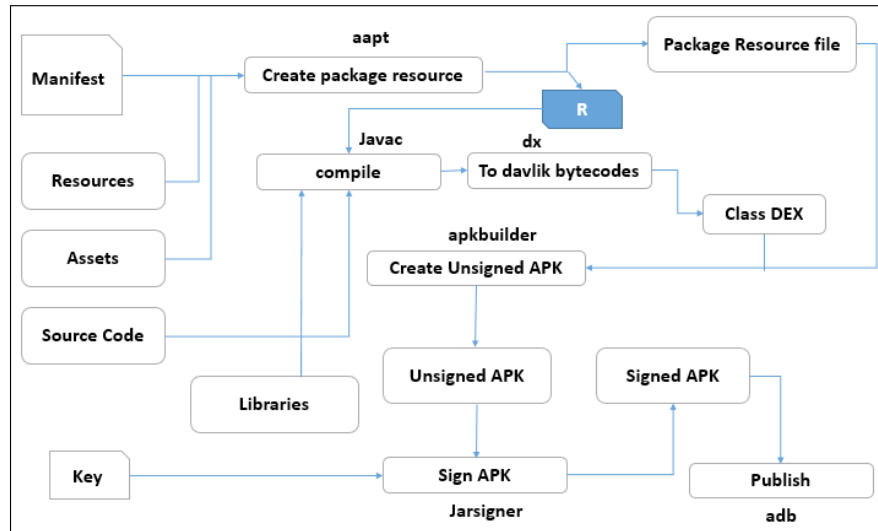 aapt
Manifest
Create package resource
Package Resource file
R
Javac
dx
Resources
compile
To davlik bytecodes
Class DEX
Assets
apkbuilder
Create Unsigned APK
Source Code
Unsigned APK
Signed APK
Libraries
Key
Sign APK
Publish
Jarsigner
adb